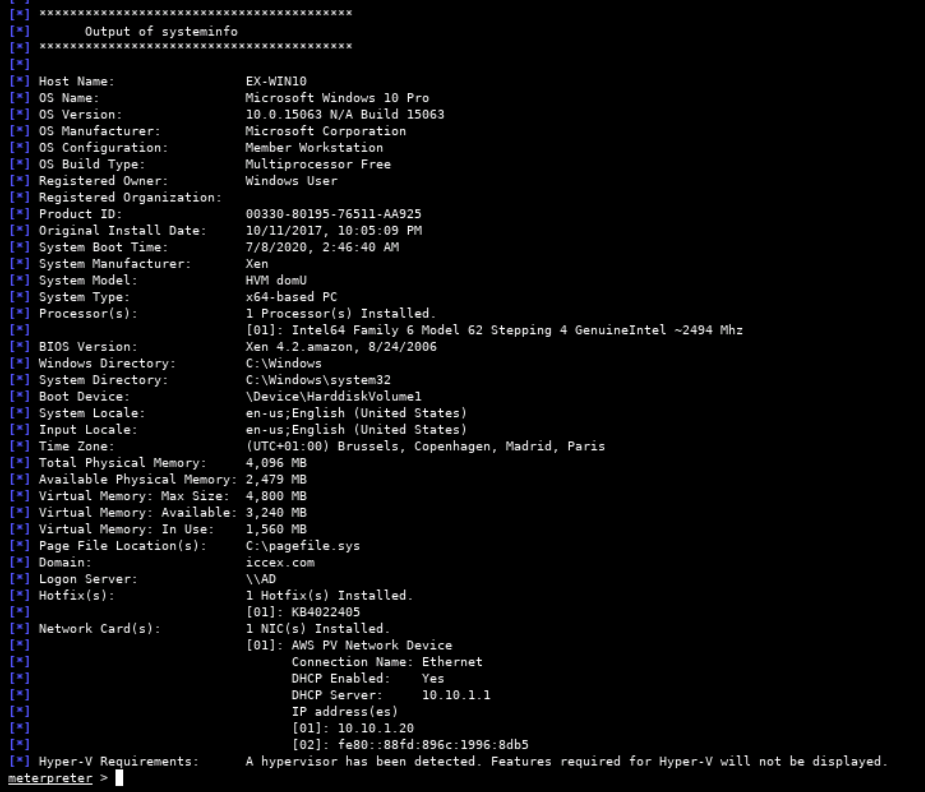 [*] *****************************************
[*]       Output of systeminfo
[*] *****************************************
[*]
[*] Host Name:                 EX-WIN10
[*] OS Name:                   Microsoft Windows 10 Pro
[*] OS Version:                10.0.15063 N/A Build 15063
[*] OS Manufacturer:           Microsoft Corporation
[*] OS Configuration:          Member Workstation
[*] OS Build Type:             Multiprocessor Free
[*] Registered Owner:          Windows User
[*] Registered Organization:
[*] Product ID:                00330-80195-76511-AA925
[*] Original Install Date:     10/11/2017, 10:05:09 PM
[*] System Boot Time:          7/8/2020, 2:46:40 AM
[*] System Manufacturer:       Xen
[*] System Model:              HVM domU
[*] System Type:               x64-based PC
[*] Processor(s):              1 Processor(s) Installed.
[*]                            [01]: Intel64 Family 6 Model 62 Stepping 4 GenuineIntel ~2494 Mhz
[*] BIOS Version:              Xen 4.2.amazon, 8/24/2006
[*] Windows Directory:         C:\Windows
[*] System Directory:          C:\Windows\system32
[*] Boot Device:               \Device\HarddiskVolume1
[*] System Locale:             en-us;English (United States)
[*] Input Locale:              en-us;English (United States)
[*] Time Zone:                 (UTC+01:00) Brussels, Copenhagen, Madrid, Paris
[*] Total Physical Memory:     4,096 MB
[*] Available Physical Memory: 2,479 MB
[*] Virtual Memory: Max Size:  4,800 MB
[*] Virtual Memory: Available: 3,240 MB
[*] Virtual Memory: In Use:    1,560 MB
[*] Page File Location(s):     C:\pagefile.sys
[*] Domain:                    iccex.com
[*] Logon Server:              \\AD
[*] Hotfix(s):                 1 Hotfix(s) Installed.
[*]                            [01]: KB4022405
[*] Network Card(s):           1 NIC(s) Installed.
[*]                            [01]: AWS PV Network Device
[*]                                  Connection Name: Ethernet
[*]                                  DHCP Enabled:    Yes
[*]                                  DHCP Server:     10.10.1.1
[*]                                  IP address(es)
[*]                                  [01]: 10.10.1.20
[*]                                  [02]: fe80::88fd:896c:1996:8db5
[*] Hyper-V Requirements:      A hypervisor has been detected. Features required for Hyper-V will not be displayed.
meterpreter >